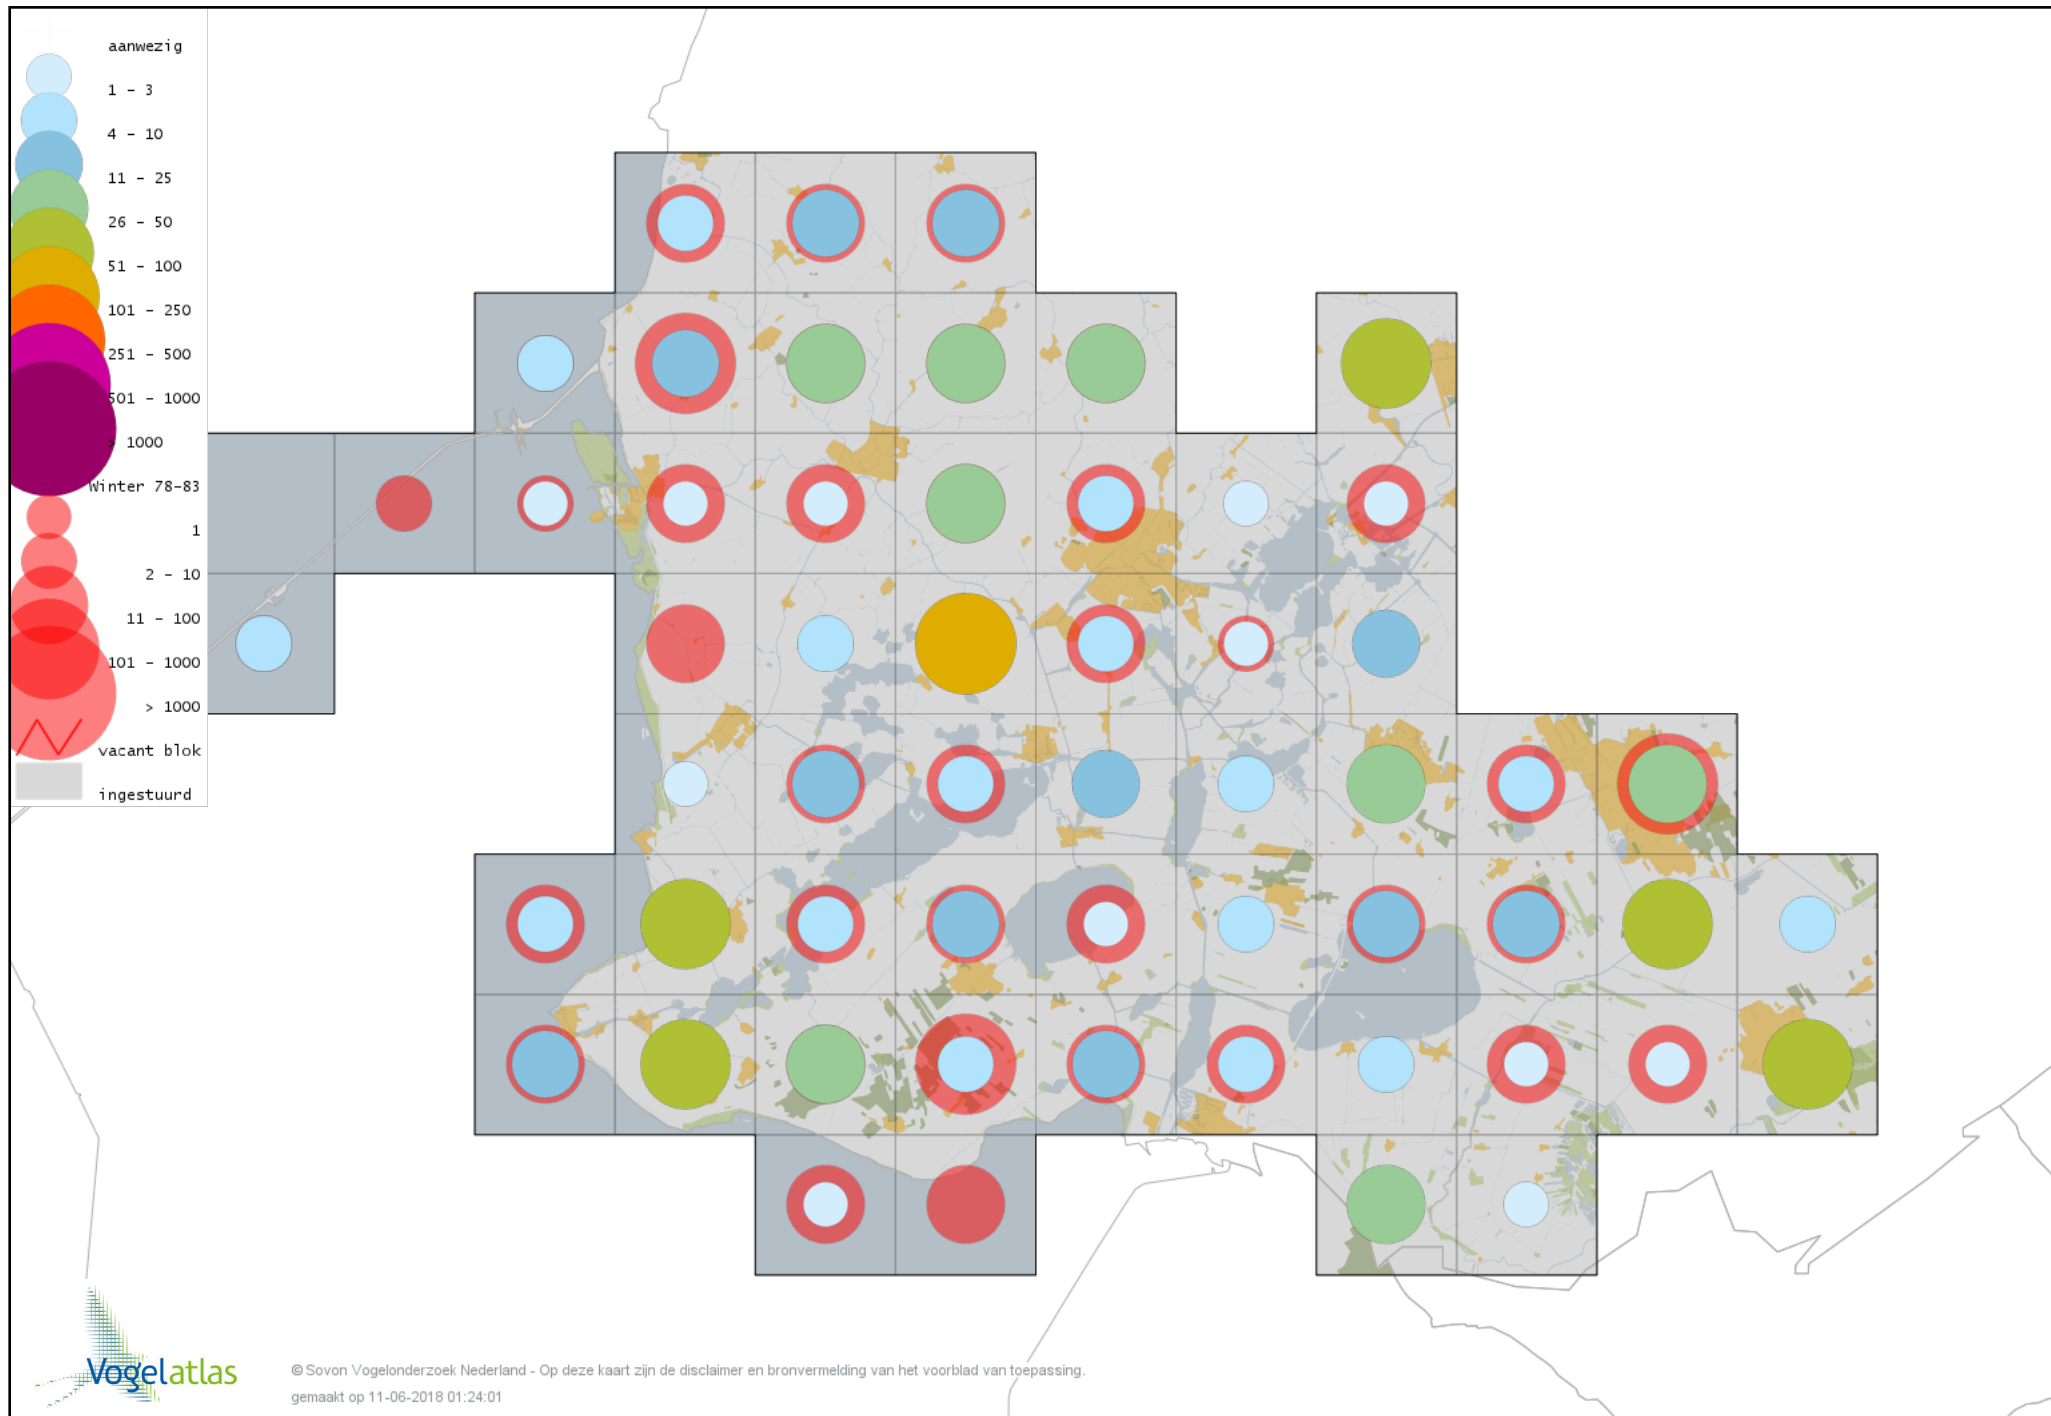 aanwezig
1 - 3
4 - 10
11 - 25
26 - 50
51 - 100
101 - 250
251 - 500
501 - 1000
> 1000
Winter 78-83
1
2 - 10
11 - 100
101 - 1000
> 1000
vacant blok
ingestuurd
Vogelatlas
© Sovon Vogelonderzoek Nederland - Op deze kaart zijn de disclaimer en bronvermelding van het voorblad van toepassing.
gemaakt op 11-06-2018 01:24:01